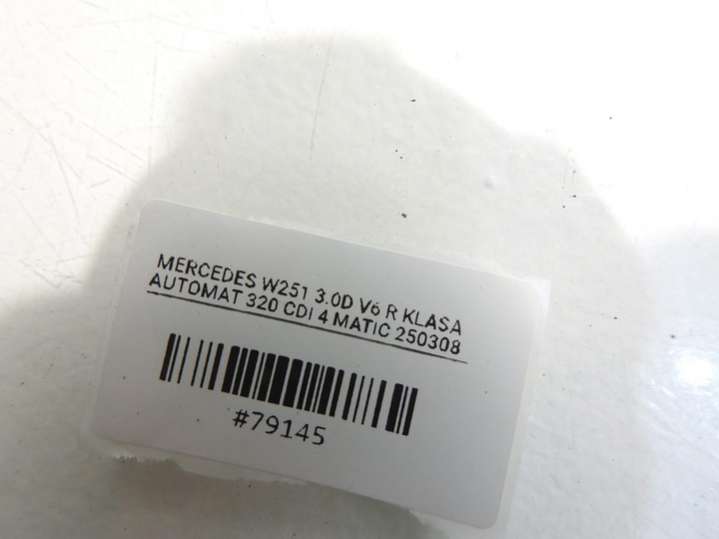 MERCEDES W251 3.0D V6 R KLASA
AUTOMAT 320 CDI 4 MATIC 250308
#79145